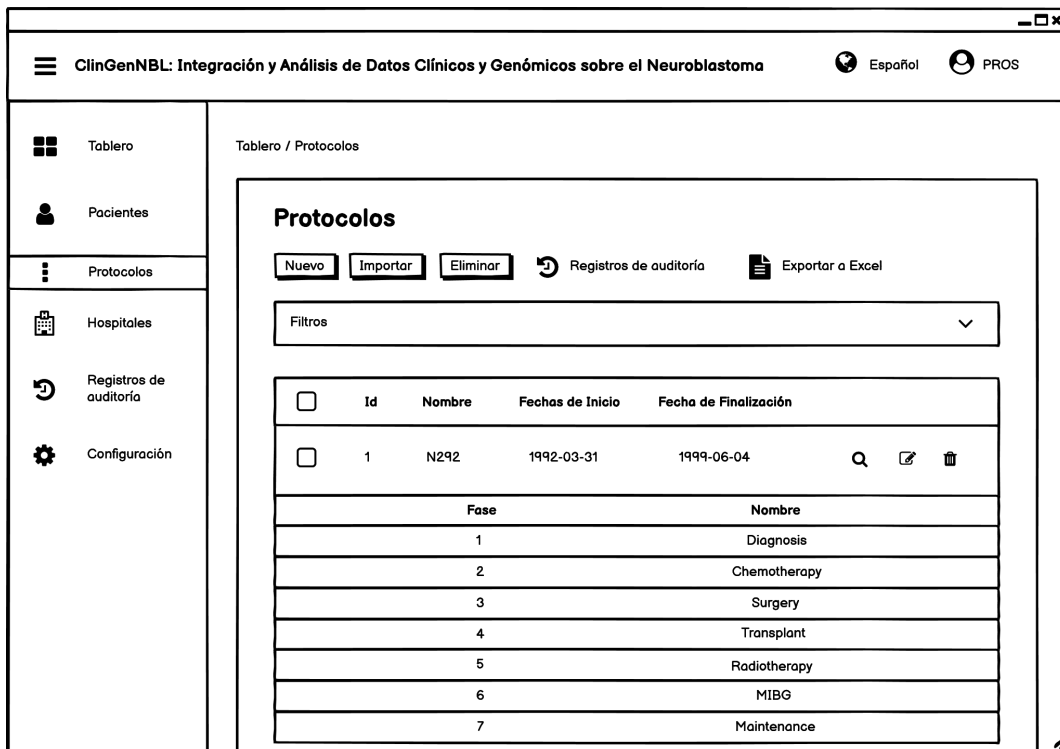 ClinGenNBL: Integración y Análisis de Datos Clínicos y Genómicos sobre el Neuroblastoma
Español
PROS
Tablero
Pacientes
Protocolos
Hospitales
Registros de
auditoría
Configuración
Tablero / Protocolos
Protocolos
Nuevo Importar Eliminar Registros de auditoría Exportar a Excel
Filtros
Id Nombre Fechas de Inicio Fecha de Finalización
1 N292 1992-03-31 1999-06-04
Fase Nombre
1 Diagnosis
2 Chemotherapy
3 Surgery
4 Transplant
5 Radiotherapy
6 MIBG
7 Maintenance